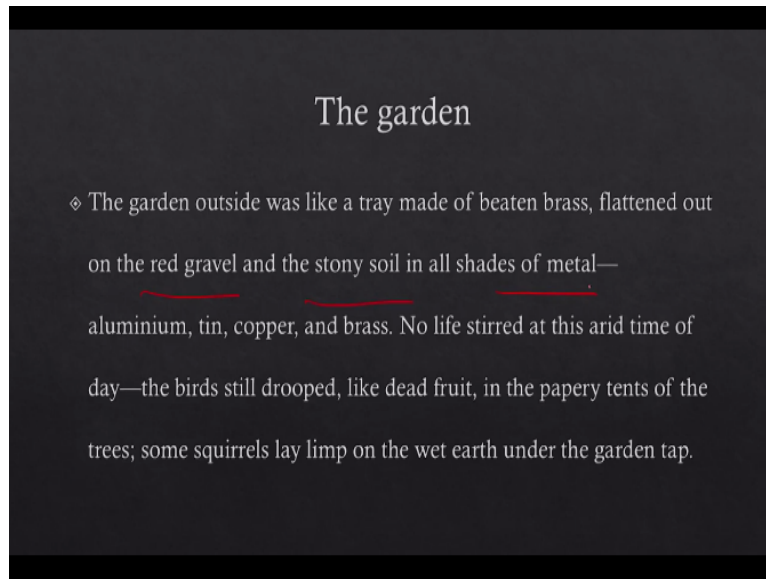 The garden
The garden outside was like a tray made of beaten brass, flattened out
on the red gravel and the stony soil in all shades of metal—
aluminium, tin, copper, and brass. No life stirred at this arid time of
day—the birds still drooped, like dead fruit, in the papery tents of the
trees; some squirrels lay limp on the wet earth under the garden tap.